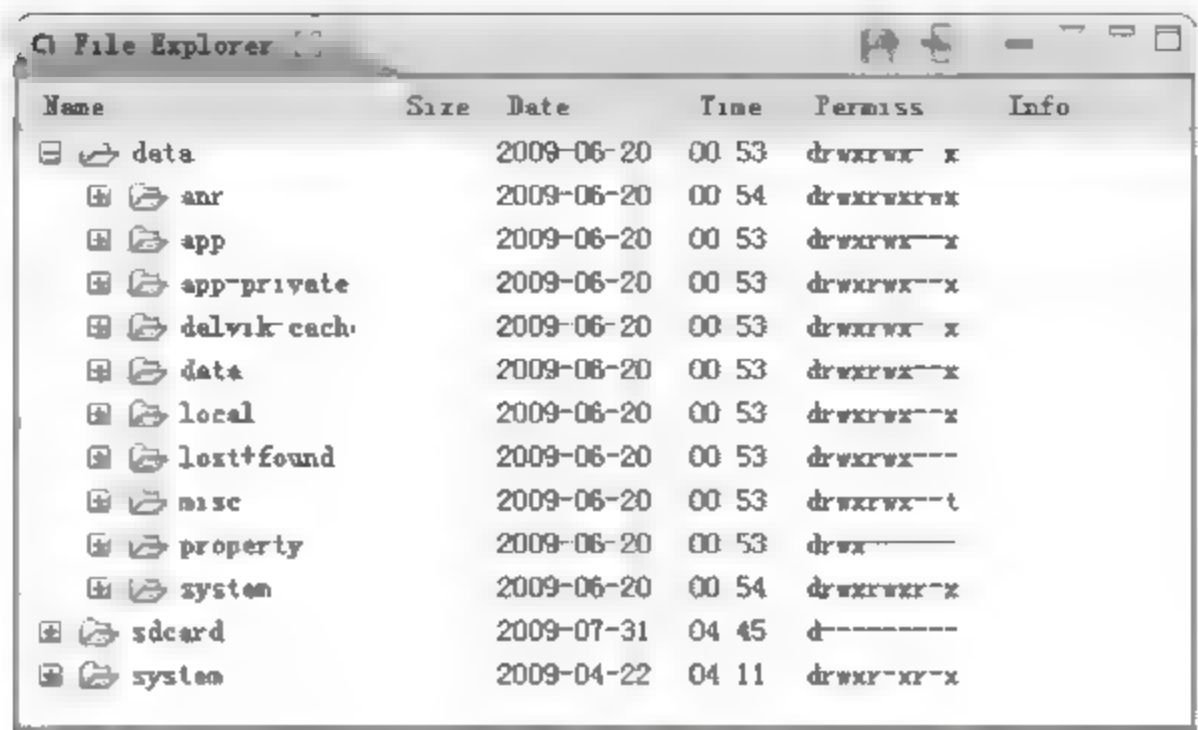 File Explorer
Name Size Date Time Permiss Info
data 2009-06-20 00 53 drwxrwx x
anr 2009-06-20 00 54 drwxrwxrwx
app 2009-06-20 00 53 drwxrwx--x
app-private 2009-06-20 00 53 drwxrwx--x
dalvik cach 2009-06-20 00 53 drwxrwx x
data 2009-06-20 00 53 drwxrwx--x
local 2009-06-20 00 53 drwxrwx--x
lost+found 2009-06-20 00 53 drwxrwx---
misc 2009-06-20 00 53 drwxrwx--t
property 2009-06-20 00 53 drwx------
system 2009-06-20 00 54 drwxrwxr-x
sdcard 2009-07-31 04 45 d---------
system 2009-04-22 04 11 drwxr-xr-x